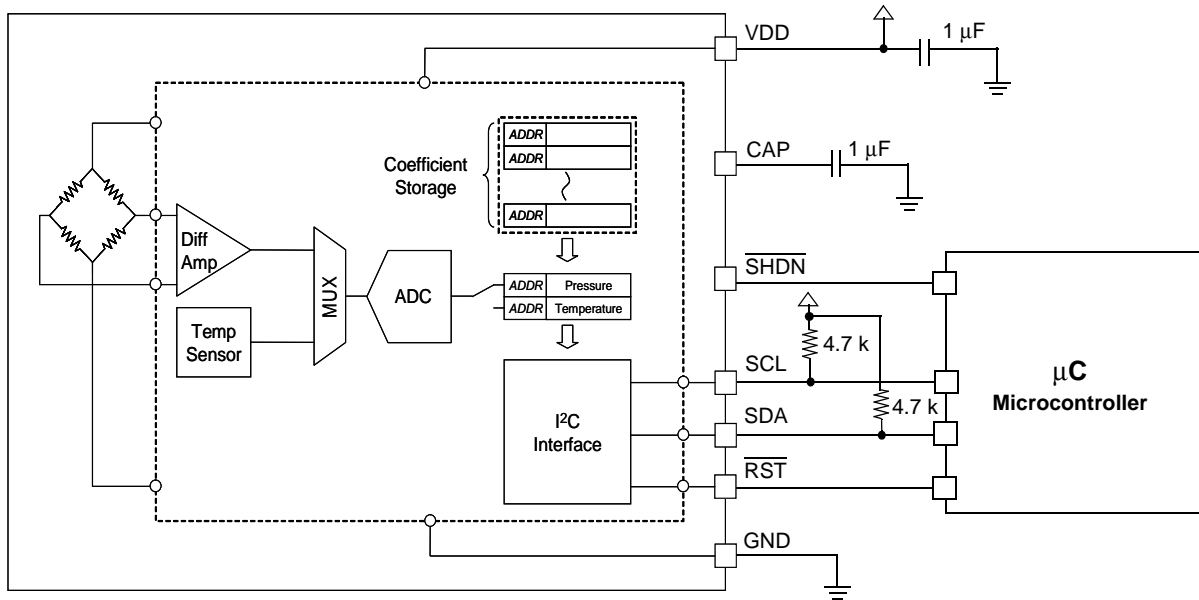 VDD
1 μF
CAP
1 μF
Coefficient
Storage
ADDR
ADDR
ADDR
Diff
Amp
MUX
ADC
ADDR Pressure
ADDR Temperature
Temp
Sensor
I²C
Interface
SHDN
SCL
4.7 k
SDA
4.7 k
RST
GND
μC
Microcontroller